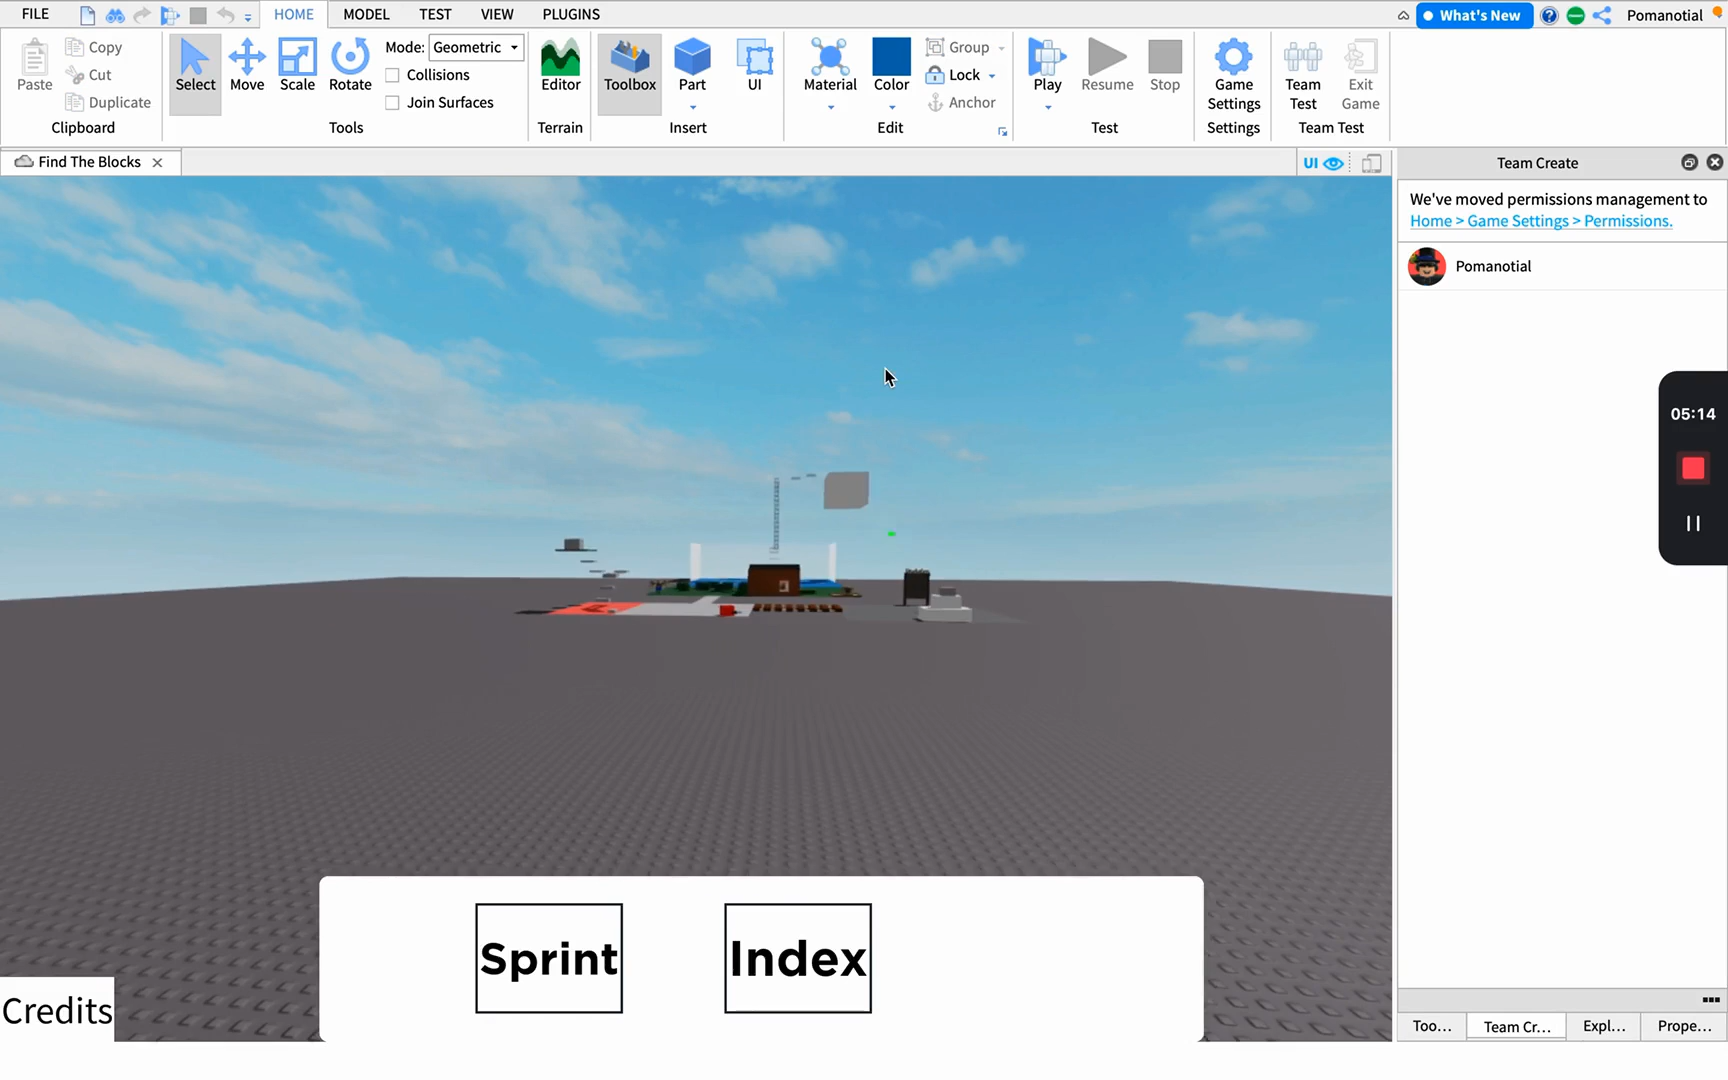 FILE HOME MODEL TEST VIEW PLUGINS What's New Pomanotial
Paste Copy Cut Duplicate Clipboard
Select Move Scale Rotate Mode: Geometric Collisions Join Surfaces Tools
Editor Terrain
Toolbox Part UI Insert
Material Color Group Lock Anchor Edit
Play Resume Stop Test
Game Settings Settings
Team Test Exit Game Team Test
Find The Blocks
UI
Team Create
We've moved permissions management to
Home > Game Settings > Permissions.
Pomanotial
05:14
Sprint
Index
Credits
Too... Team Cr... Expl... Prope...